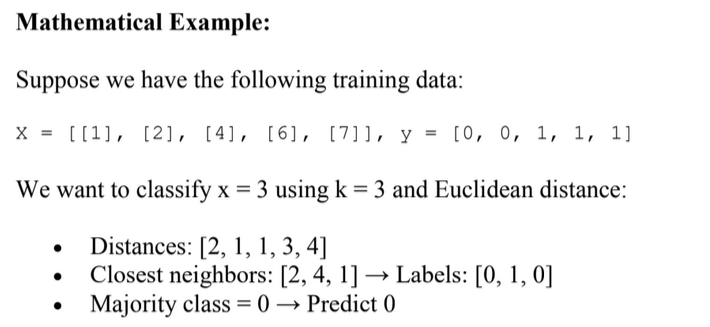 Mathematical Example:
Suppose we have the following training data:
X = [[1], [2], [4], [6], [7]], y = [0, 0, 1, 1, 1]
We want to classify x = 3 using k = 3 and Euclidean distance:
• Distances: [2, 1, 1, 3, 4]
• Closest neighbors: [2, 4, 1] → Labels: [0, 1, 0]
• Majority class = 0 → Predict 0